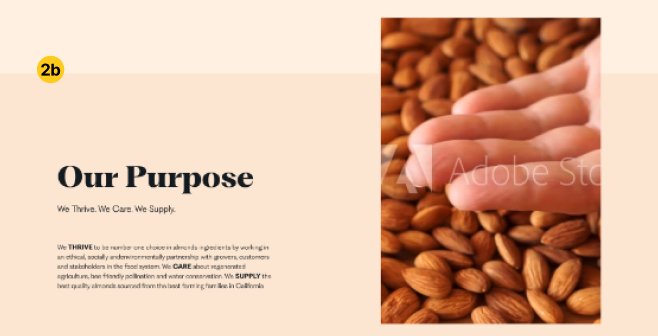 2b
Our Purpose
We Thrive. We Care. We Supply.
We THRIVE to be number one choice in almonds ingredients by working in
an ethical, socially andenvironmentally partnership with growers, customers
and stakeholders in the food system. We CARE about regenerated
agriculture, bee friendly pollination and water conservation. We SUPPLY the
best quality almonds sourced from the best farming families in California
Adobe Sto